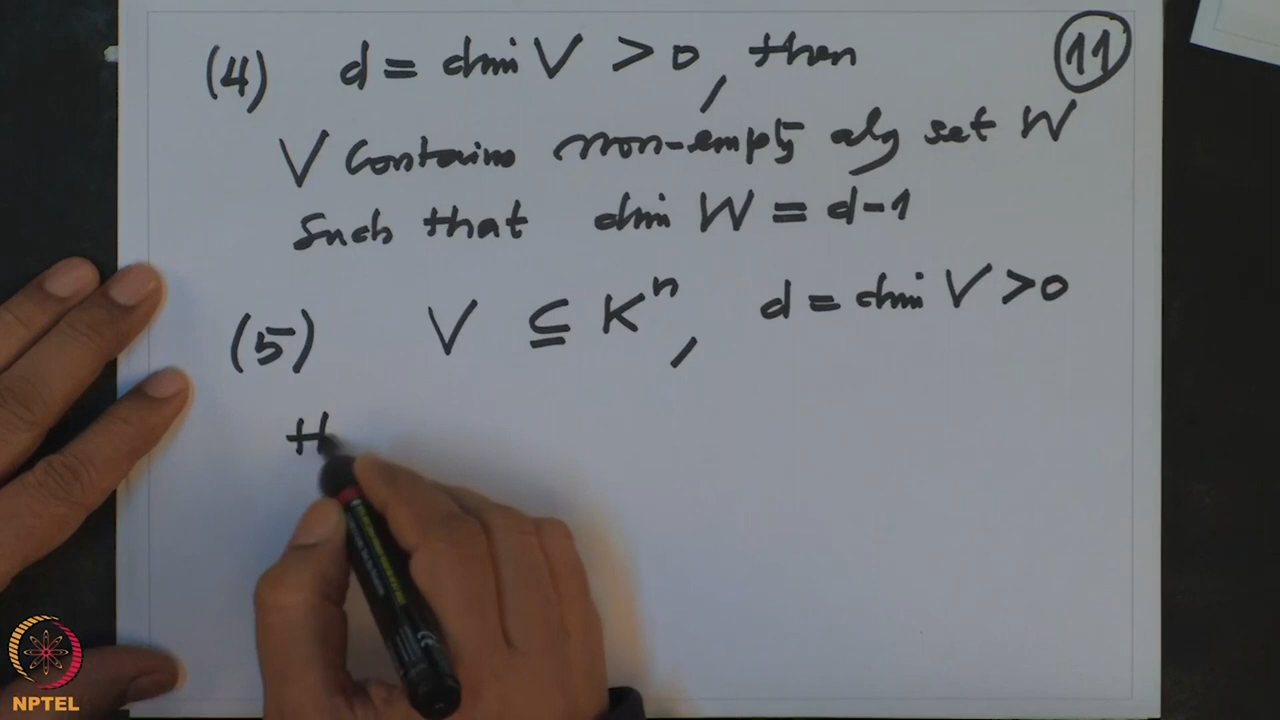 (4) d = dim V > 0, then
11
V contains non-empty alg set W
Such that dim W = d-1
(5) V ⊆ K^n, d = dim V > 0
H
NPTEL